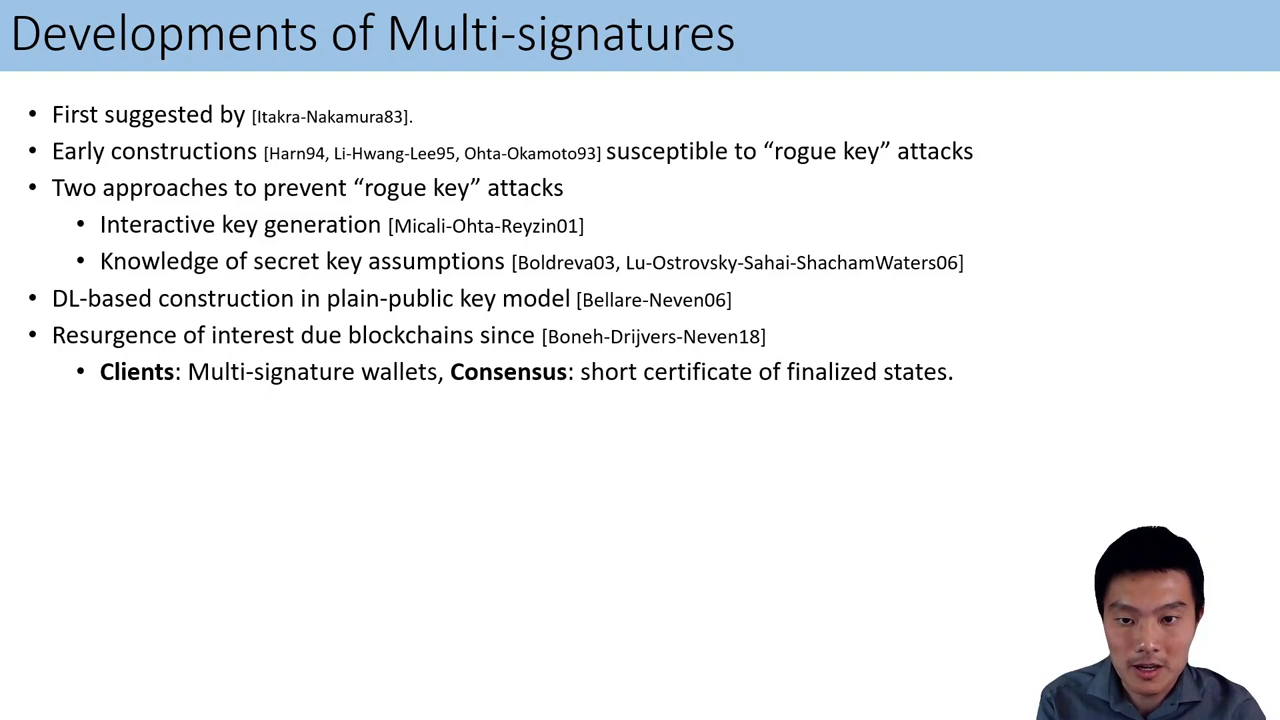 Developments of Multi-signatures
• First suggested by [Itakra-Nakamura83].
• Early constructions [Harn94, Li-Hwang-Lee95, Ohta-Okamoto93] susceptible to “rogue key” attacks
• Two approaches to prevent “rogue key” attacks
• Interactive key generation [Micali-Ohta-Reyzin01]
• Knowledge of secret key assumptions [Boldreva03, Lu-Ostrovsky-Sahai-ShachamWaters06]
• DL-based construction in plain-public key model [Bellare-Neven06]
• Resurgence of interest due blockchains since [Boneh-Drijvers-Neven18]
• Clients: Multi-signature wallets, Consensus: short certificate of finalized states.